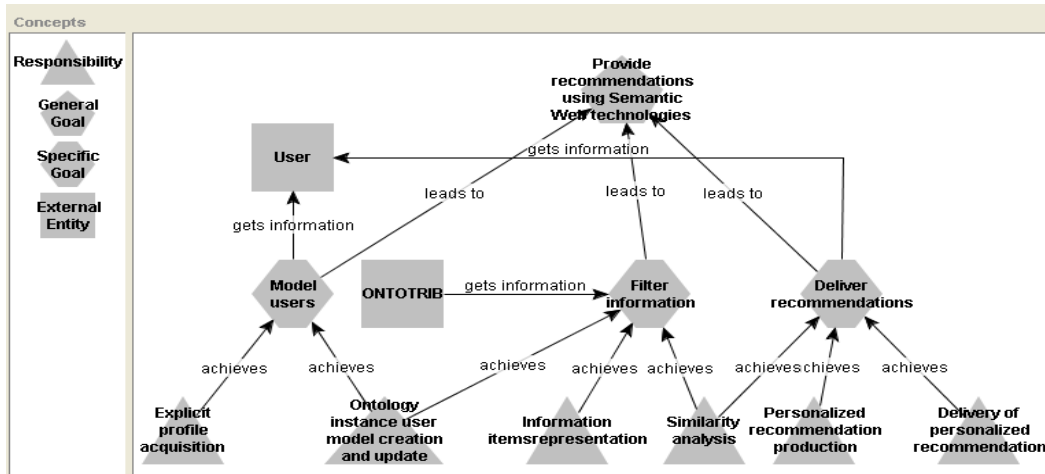 Concepts
Responsibility
General
Goal
Specific
Goal
External
Entity
Provide
recommendations
using Semantic
Web technologies
User
gets information
leads to
leads to
leads to
gets information
Model
users
ONTOTRIB
gets information
Filter
information
Deliver
recommendations
achieves
achieves
achieves
achieves
achieves
achieves
achieves
achieves
Explicit
profile
acquisition
Ontology
instance user
model creation
and update
Information
itemsrepresentation
Similarity
analysis
Personalized
recommendation
production
Delivery of
personalized
recommendation